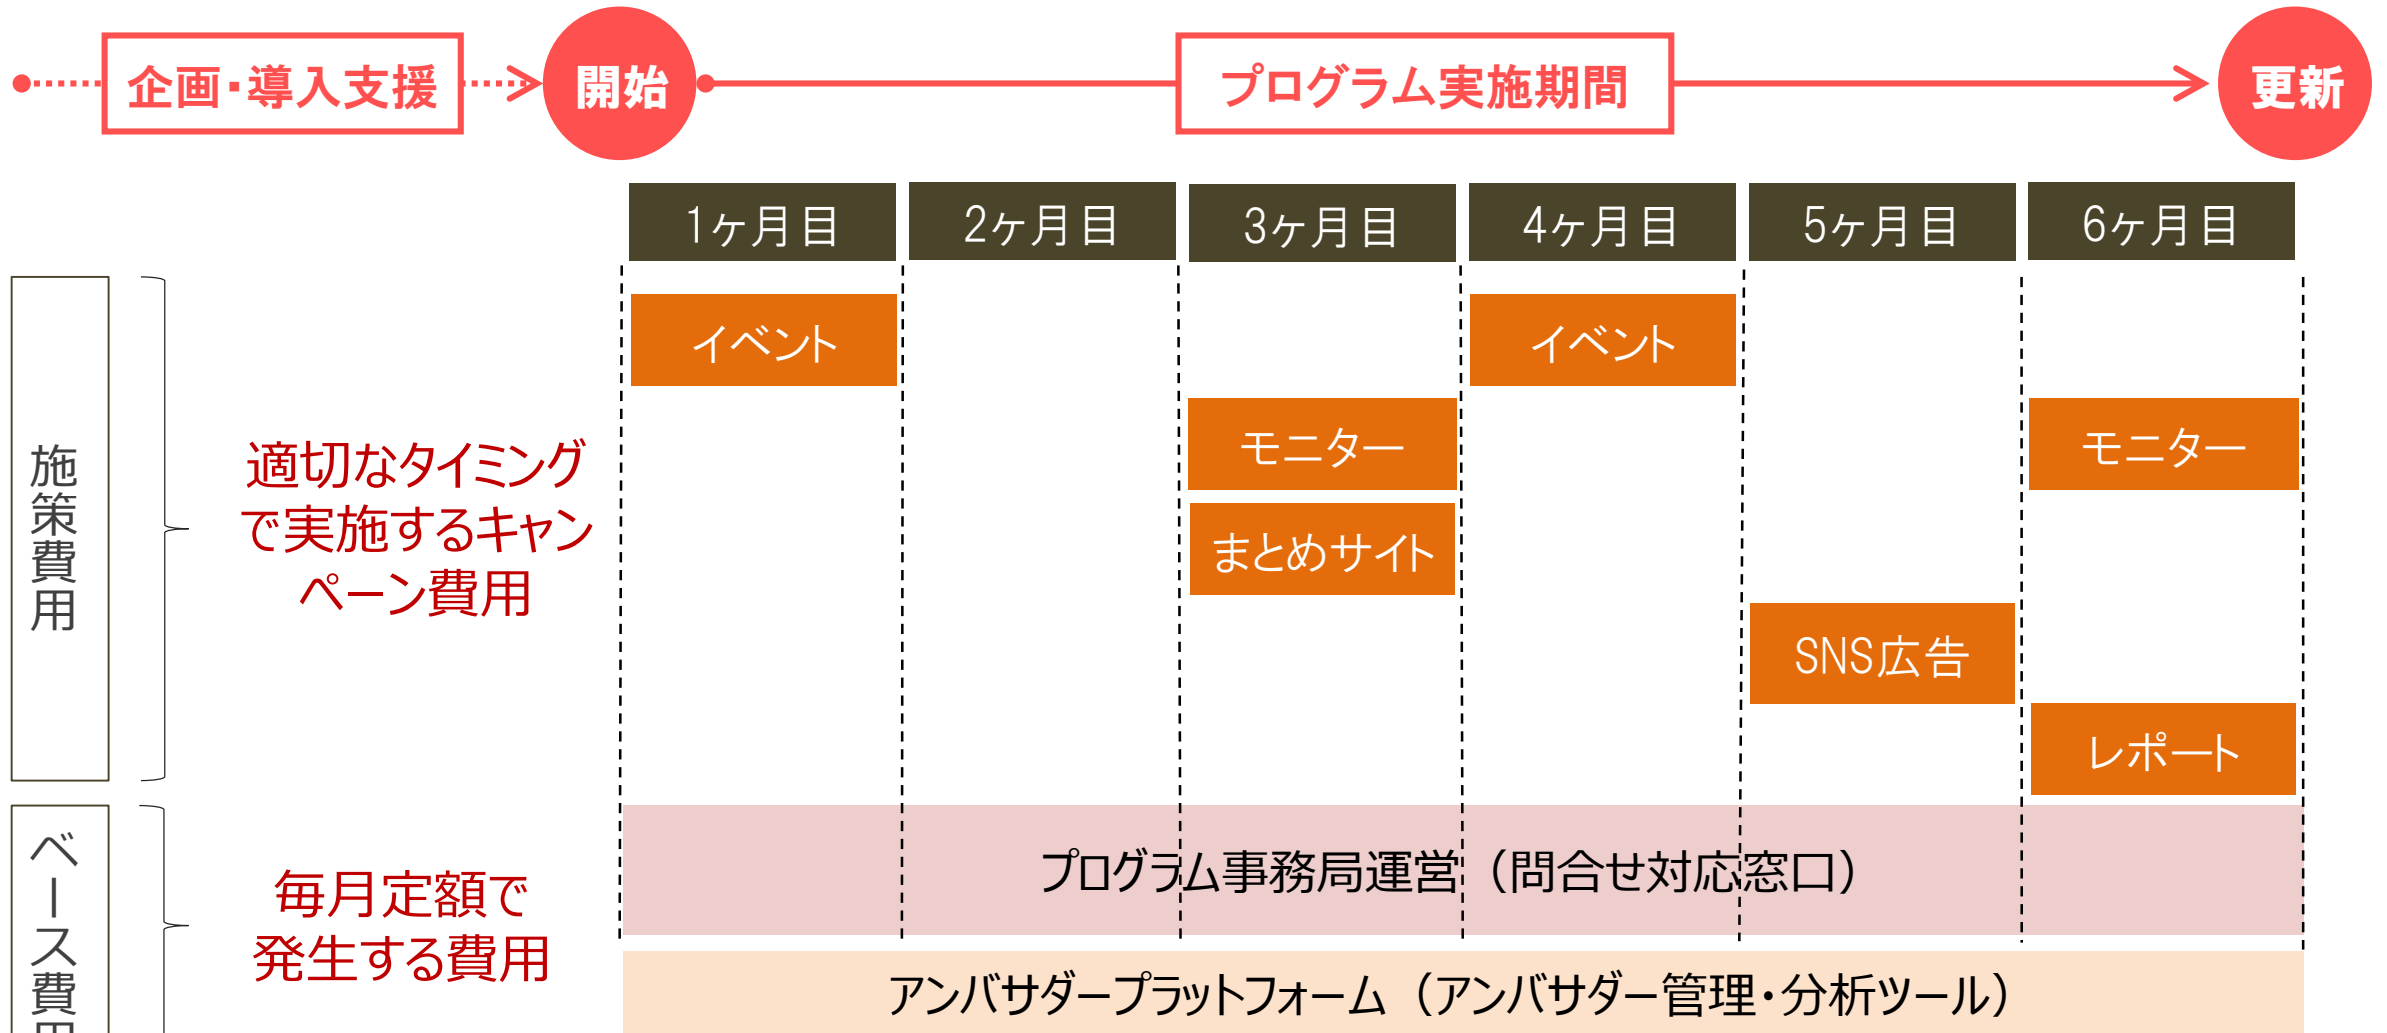 企画・導入支援
開始
プログラム実施期間
更新
1ヶ月目
2ヶ月目
3ヶ月目
4ヶ月目
5ヶ月目
6ヶ月目
施策費用
適切なタイミング
で実施するキャン
ペーン費用
イベント
イベント
モニター
モニター
まとめサイト
SNS広告
レポート
ベース費用
毎月定額で
発生する費用
プログラム事務局運営（問合せ対応窓口）
アンバサダープラットフォーム（アンバサダー管理・分析ツール）